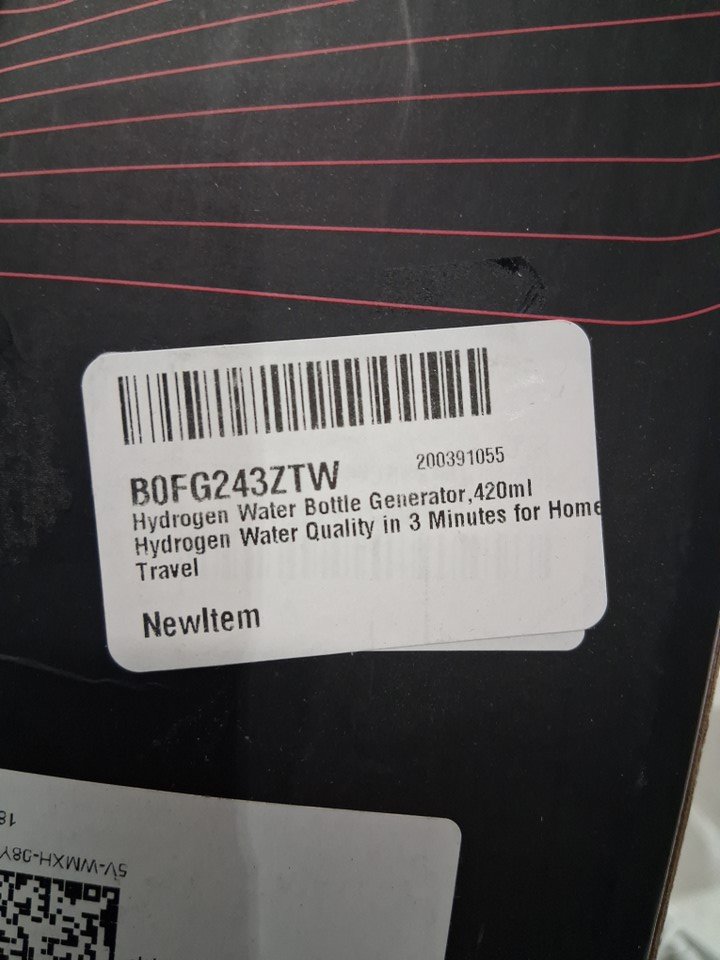 B0FG243ZTW
200391055
Hydrogen Water Bottle Generator,420ml
Hydrogen Water Quality in 3 Minutes for Home
Travel
NewItem